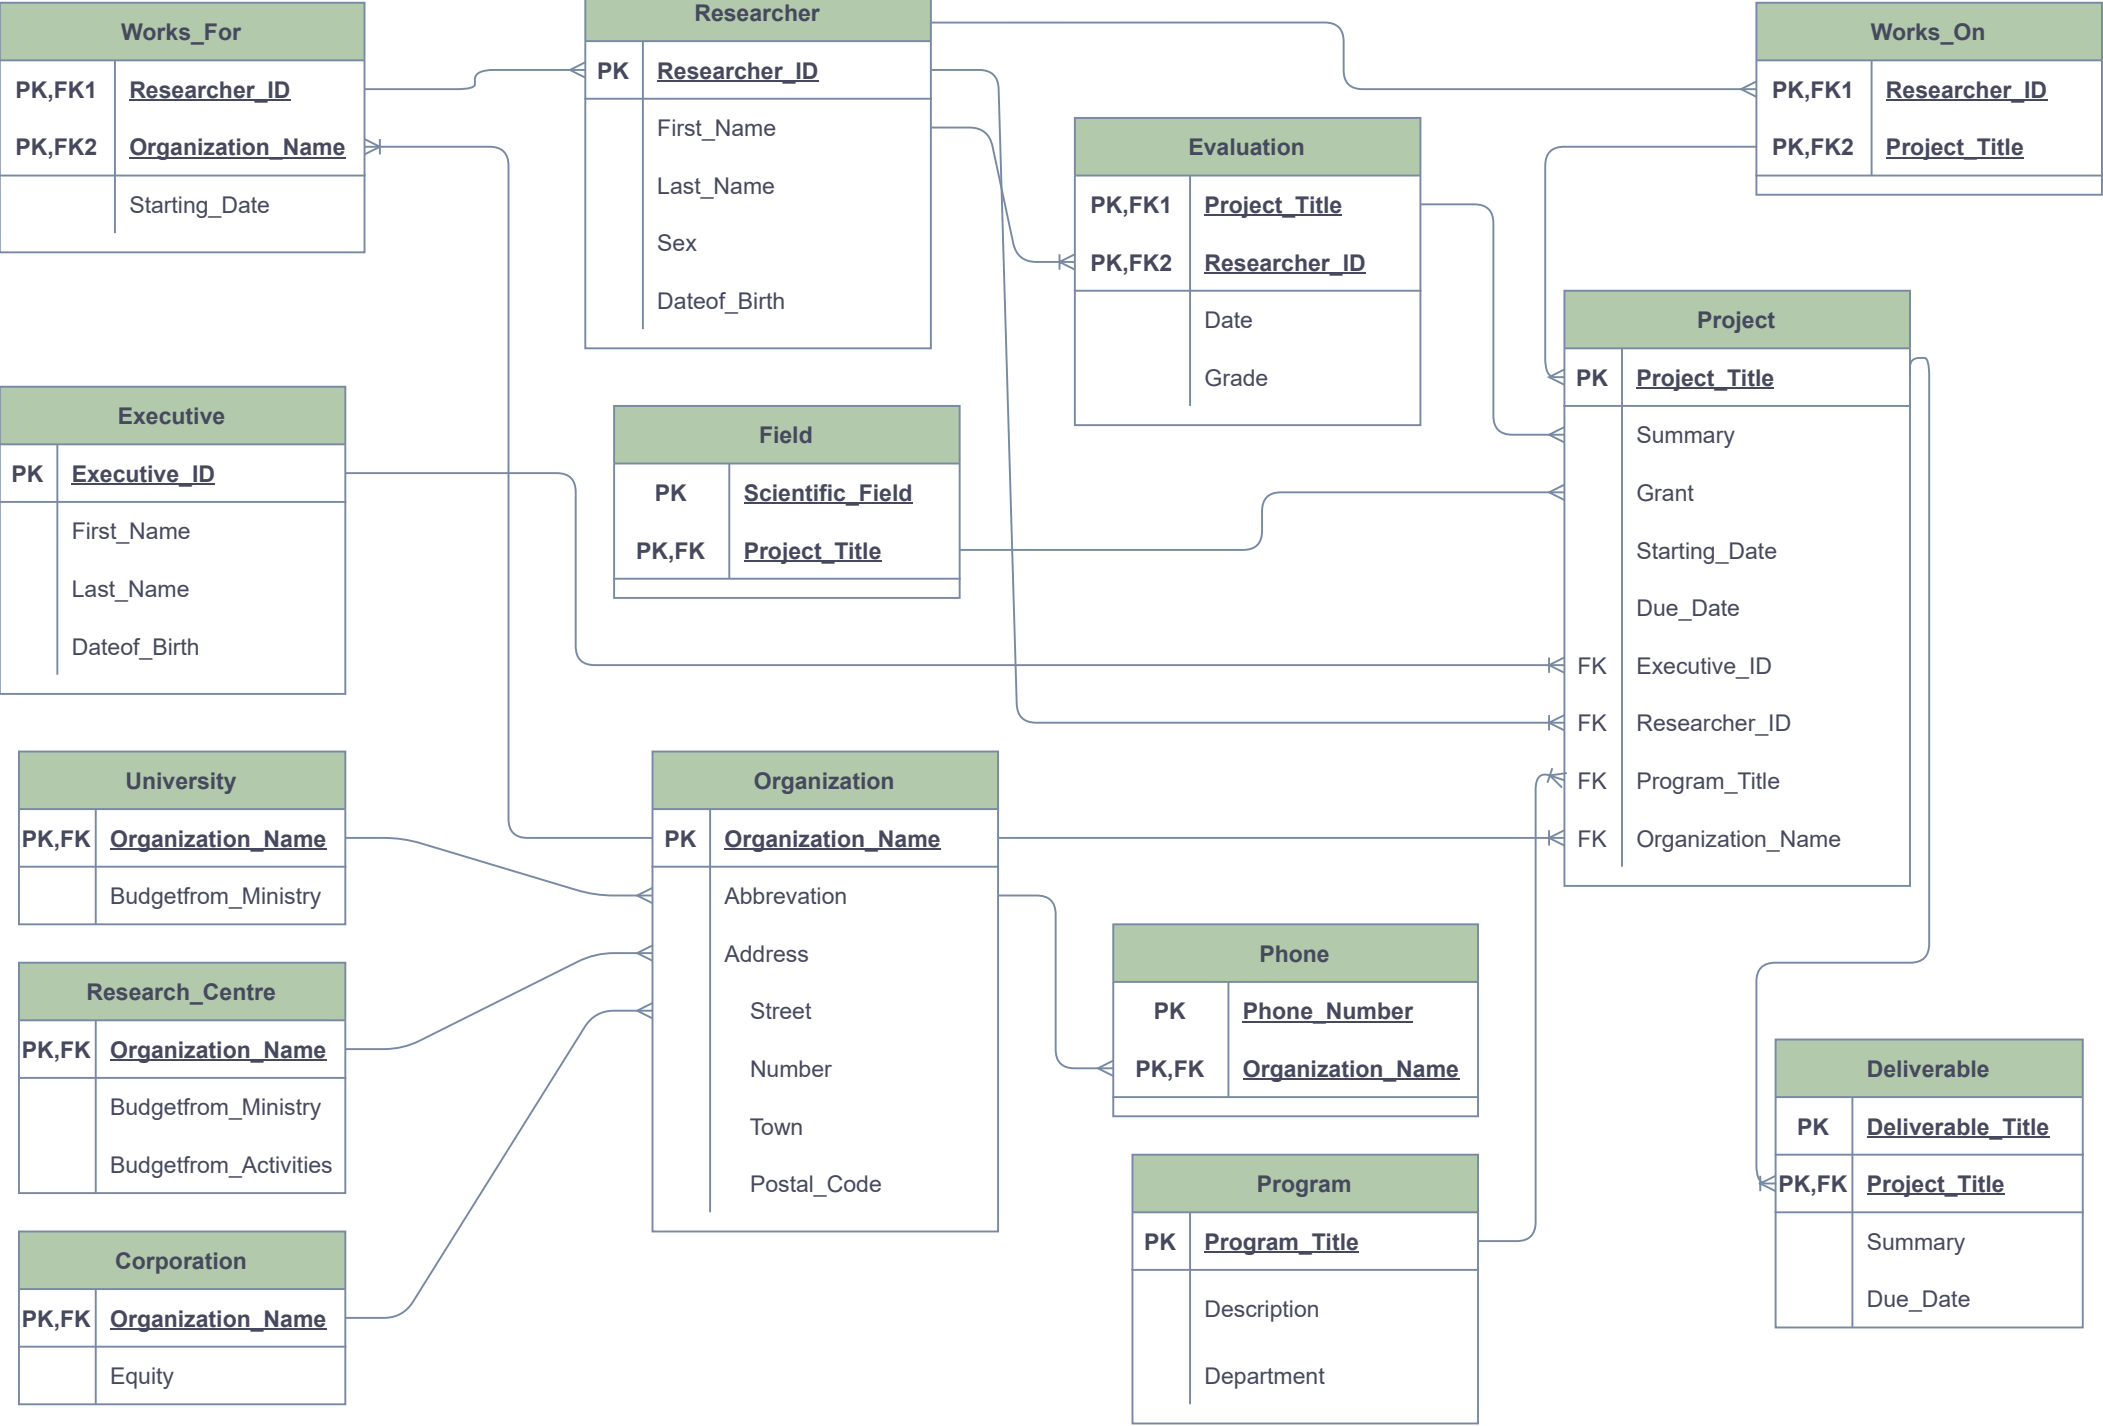 Works_For
PK,FK1 Researcher_ID
PK,FK2 Organization_Name
Starting_Date
Researcher
PK Researcher_ID
First_Name
Last_Name
Sex
Dateof_Birth
Works_On
PK,FK1 Researcher_ID
PK,FK2 Project_Title
Evaluation
PK,FK1 Project_Title
PK,FK2 Researcher_ID
Date
Grade
Project
PK Project_Title
Summary
Grant
Starting_Date
Due_Date
FK Executive_ID
FK Researcher_ID
FK Program_Title
FK Organization_Name
Executive
PK Executive_ID
First_Name
Last_Name
Dateof_Birth
Field
PK Scientific_Field
PK,FK Project_Title
University
PK,FK Organization_Name
Budgetfrom_Ministry
Organization
PK Organization_Name
Abbrevation
Address
Street
Number
Town
Postal_Code
Phone
PK Phone_Number
PK,FK Organization_Name
Research_Centre
PK,FK Organization_Name
Budgetfrom_Ministry
Budgetfrom_Activities
Deliverable
PK Deliverable_Title
PK,FK Project_Title
Summary
Due_Date
Program
PK Program_Title
Description
Department
Corporation
PK,FK Organization_Name
Equity